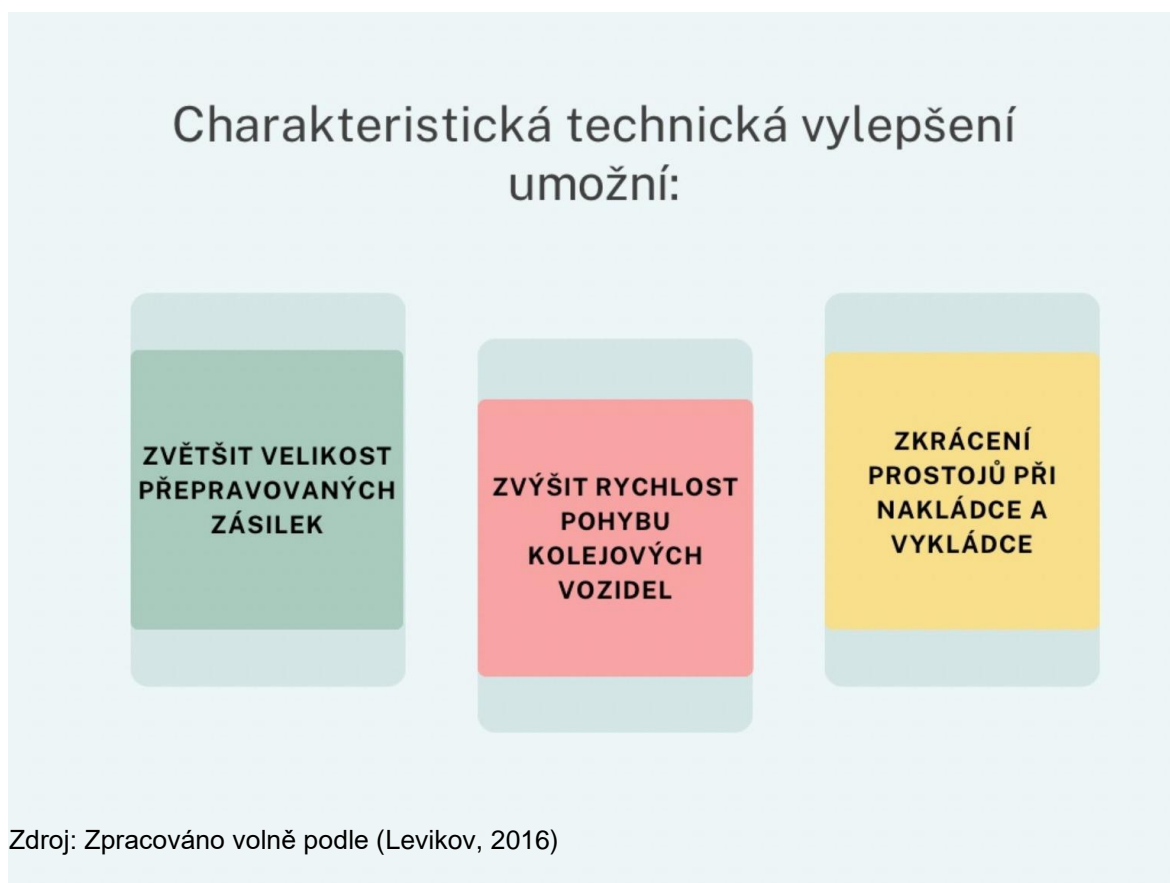 Charakteristická technická vylepšení
umožní:
ZVĚTŠIT VELIKOST
PŘEPRAVOVANÝCH
ZÁSILEK
ZVÝŠIT RYCHLOST
POHYBU
KOLEJOVÝCH
VOZIDEL
ZKRÁCENÍ
PROSTOJŮ PŘI
NAKLÁDCE A
VYKLÁDCE
Zdroj: Zpracováno volně podle (Levikov, 2016)